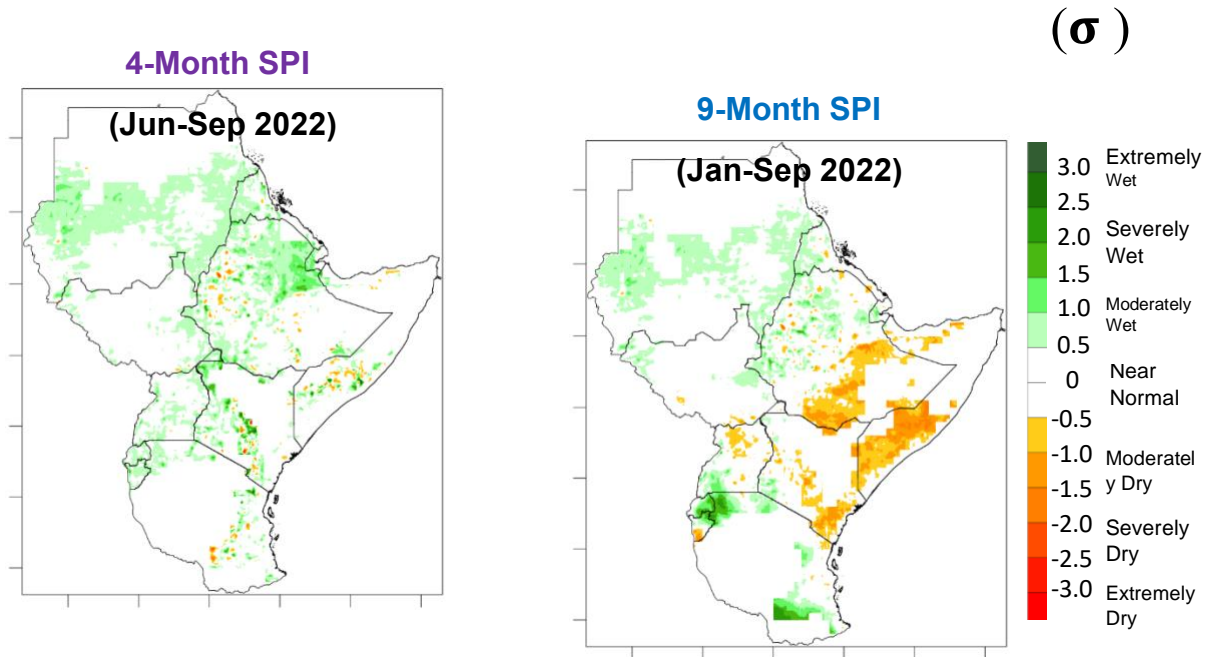 (σ )
4-Month SPI
(Jun-Sep 2022)
9-Month SPI
(Jan-Sep 2022)
3.0
2.5
2.0
1.5
1.0
0.5
0
-0.5
-1.0
-1.5
-2.0
-2.5
-3.0
Extremely
Wet
Severely
Wet
Moderately
Wet
Near
Normal
Moderatel
y Dry
Severely
Dry
Extremely
Dry